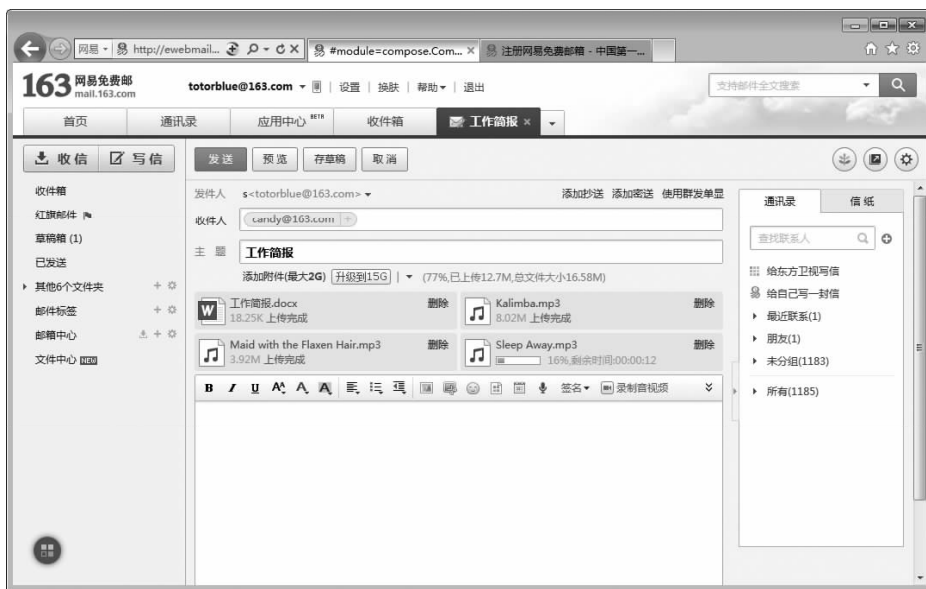 网易 http://ewebmail... #module=compose.Com... 注册网易免费邮箱 - 中国第一...
163 网易免费邮 mail.163.com
totorblue@163.com 设置 | 换肤 | 帮助 | 退出
支持邮件全文搜索
首页 通讯录 应用中心 BETA 收件箱 工作简报 ×
收信 写信
发送 预览 存草稿 取消
发件人 s<totorblue@163.com> 添加抄送 添加密送 使用群发单显
收件人 candy@163.com
主 题 工作简报
添加附件(最大2G) 升级到15G | (77%,已上传12.7M,总文件大小16.58M)
工作简报.docx 删除
18.25K 上传完成
Kalimba.mp3 删除
8.02M 上传完成
Maid with the Flaxen Hair.mp3 删除
3.92M 上传完成
Sleep Away.mp3 删除
16%,剩余时间:00:00:12
B I U 签名 录制音视频
收件箱
红旗邮件
草稿箱 (1)
已发送
其他6个文件夹
邮件标签
邮箱中心
文件中心
通讯录 信 纸
查找联系人
给东方卫视写信
给自己写一封信
最近联系(1)
朋友(1)
未分组(1183)
所有(1185)